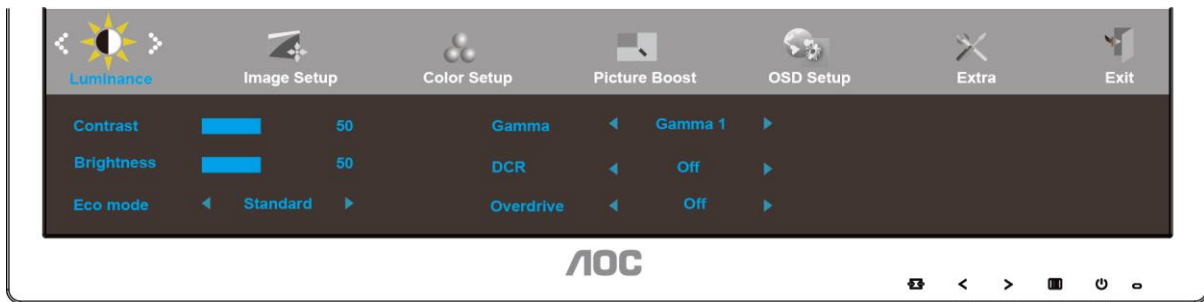 Luminance
Image Setup
Color Setup
Picture Boost
OSD Setup
Extra
Exit
Contrast 50 Gamma Gamma 1
Brightness 50 DCR Off
Eco mode Standard Overdrive Off
AOC